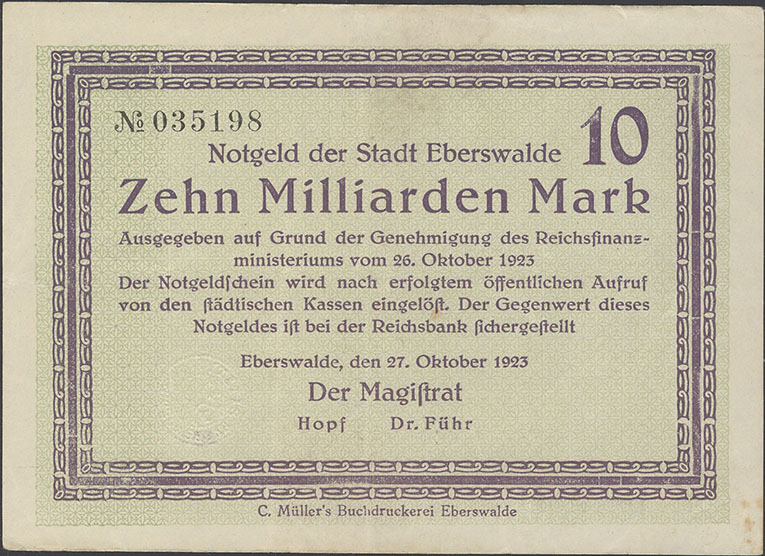 № 035198
10
Notgeld der Stadt Eberswalde
Zehn Milliarden Mark
Ausgegeben auf Grund der Genehmigung des Reichsfinanz-
ministeriums vom 26. Oktober 1923
Der Notgeldſchein wird nach erfolgtem öffentlichen Aufruf
von den ſtädtischen Kassen eingelöſt. Der Gegenwert dieses
Notgeldes iſt bei der Reichsbank ſichergeſtellt
Eberswalde, den 27. Oktober 1923
Der Magiſtrat
Hopf Dr. Führ
C. Müller's Buchdruckerei Eberswalde